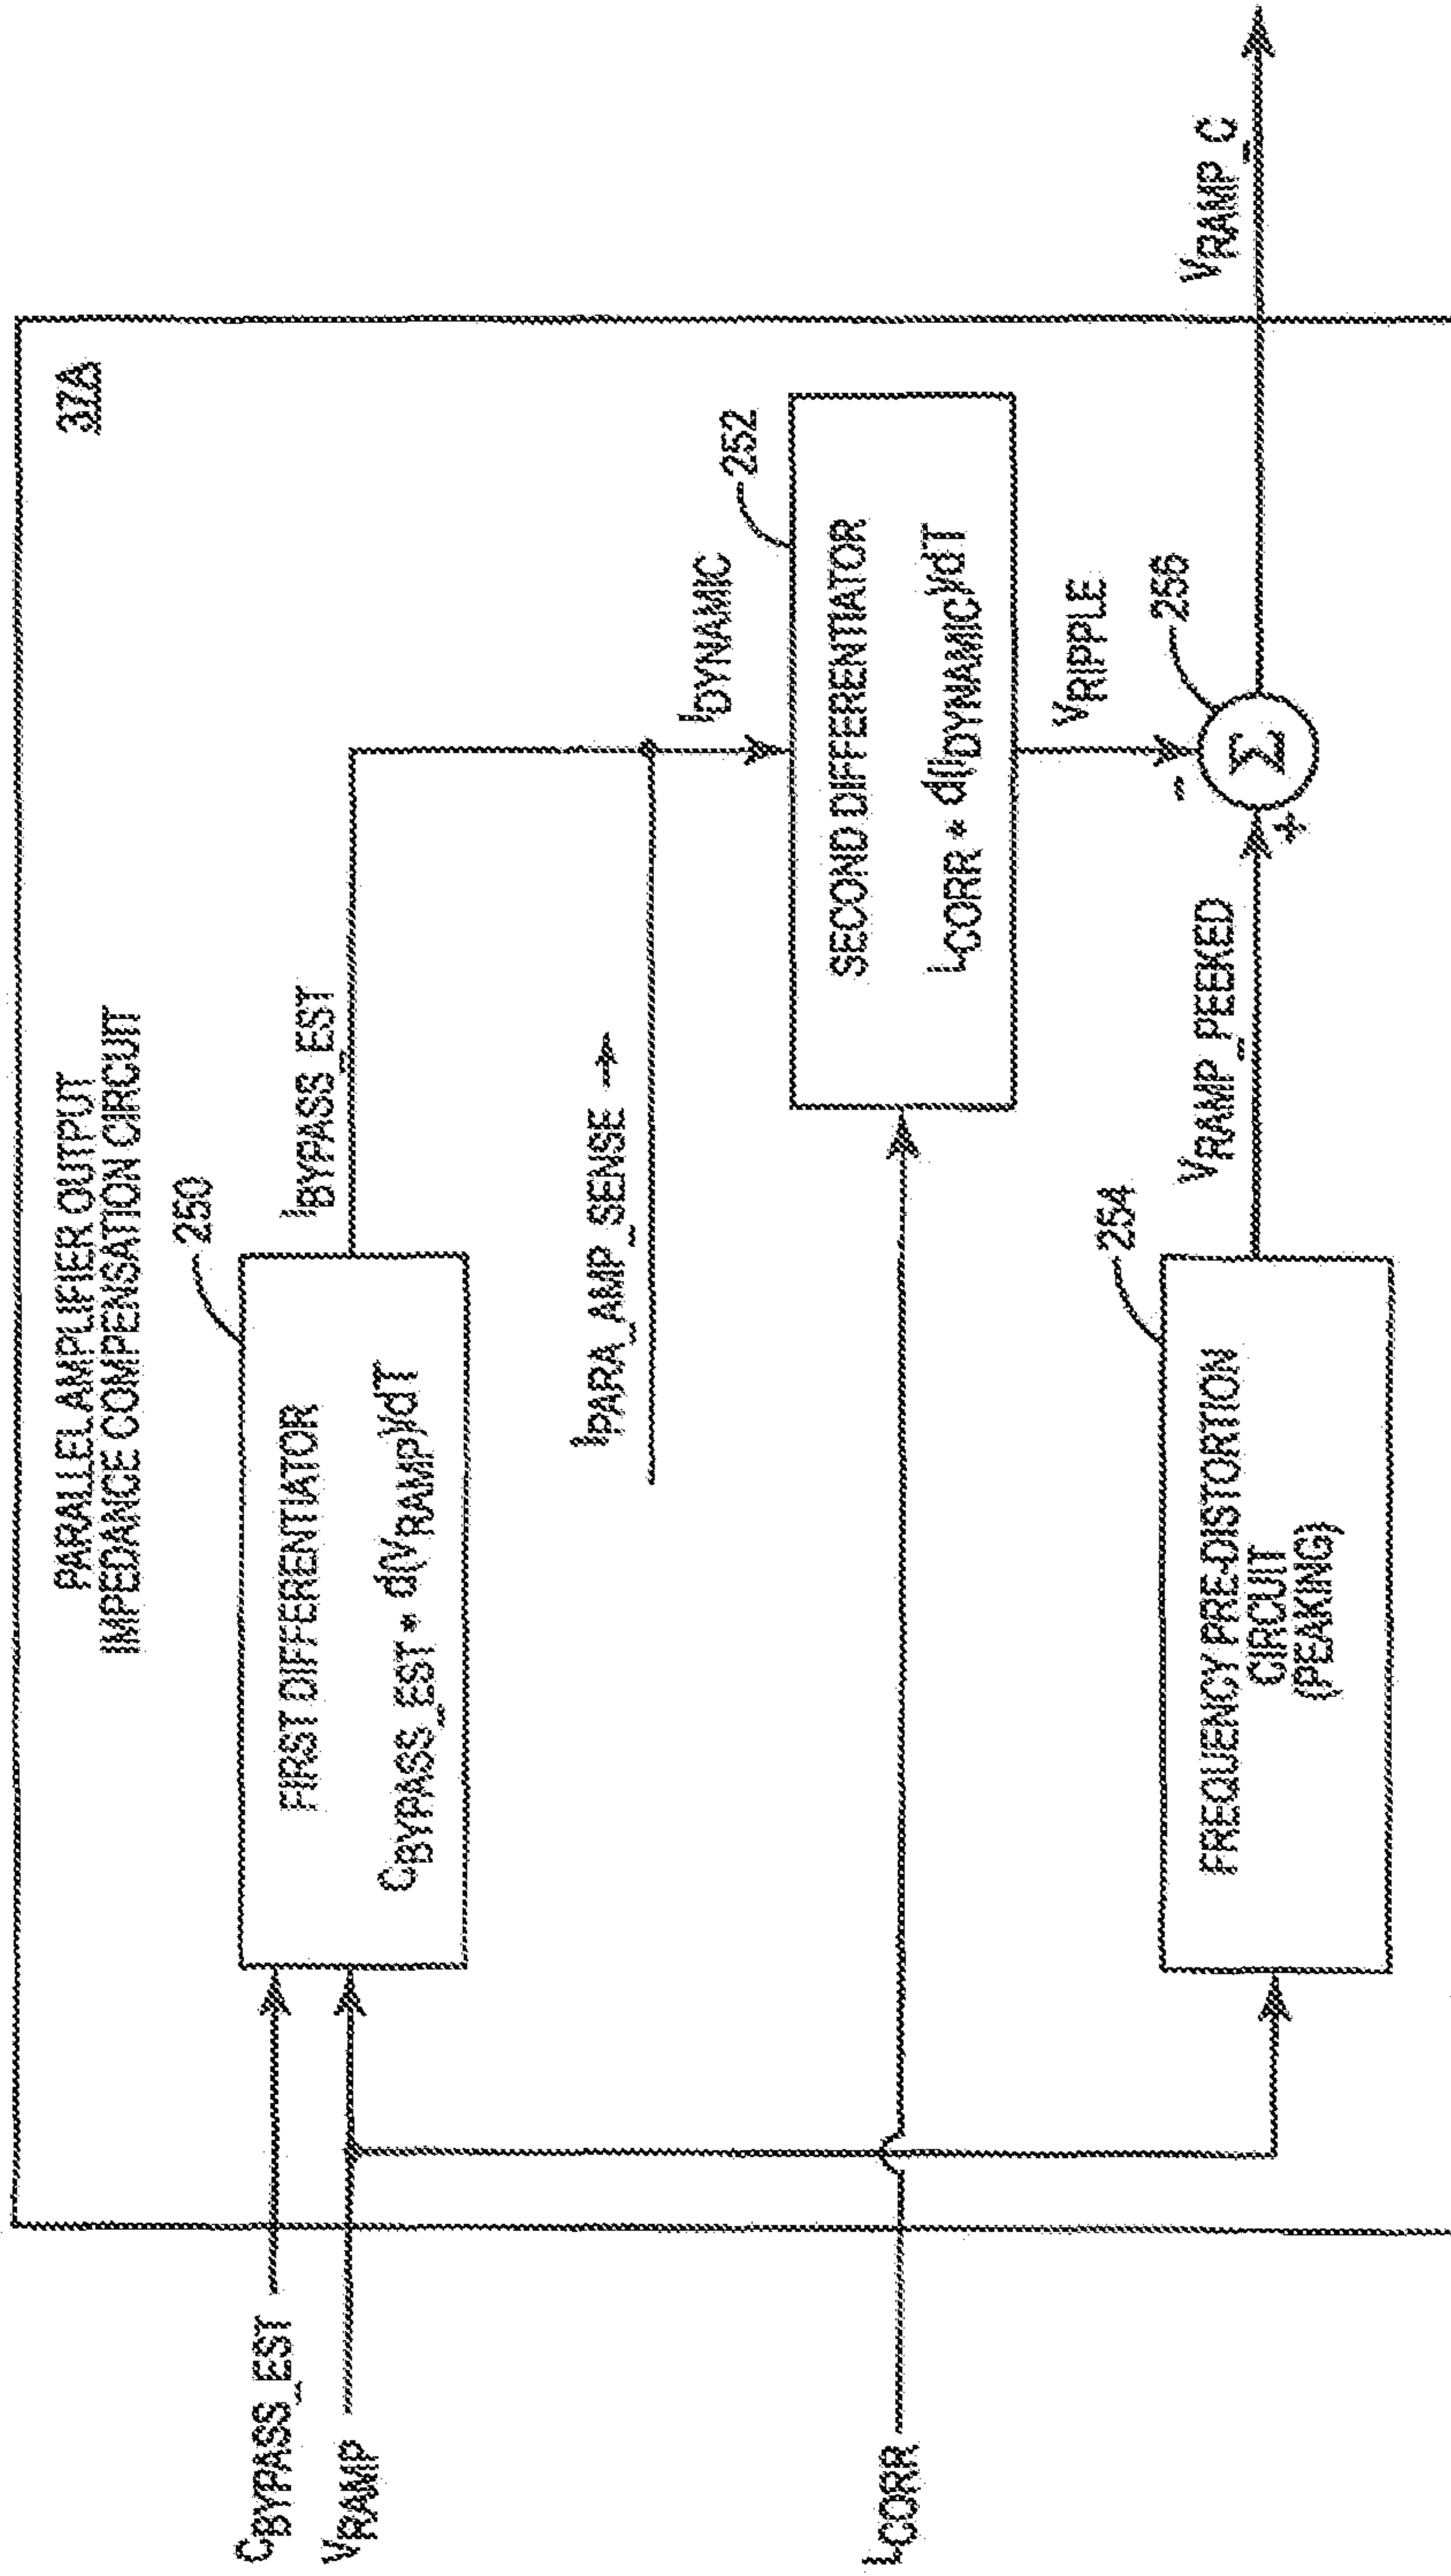 PARALLEL AMPLIFIER OUTPUT
IMPEDANCE COMPENSATION CIRCUIT
37A
250
CBYPASS_EST
VRAMP
FIRST DIFFERENTIATOR
CBYPASS_EST * d(VRAMP)/dT
IBYPASS_EST
IPARA_AMP_SENSE →
IDYNAMIC
252
LCORR
SECOND DIFFERENTIATOR
LCORR * d(IDYNAMIC)/dT
VRIPPLE
254
FREQUENCY PRE-DISTORTION
CIRCUIT
(PEAKING)
VRAMP_PEEKED
-
+
Σ
256
VRAMP_C